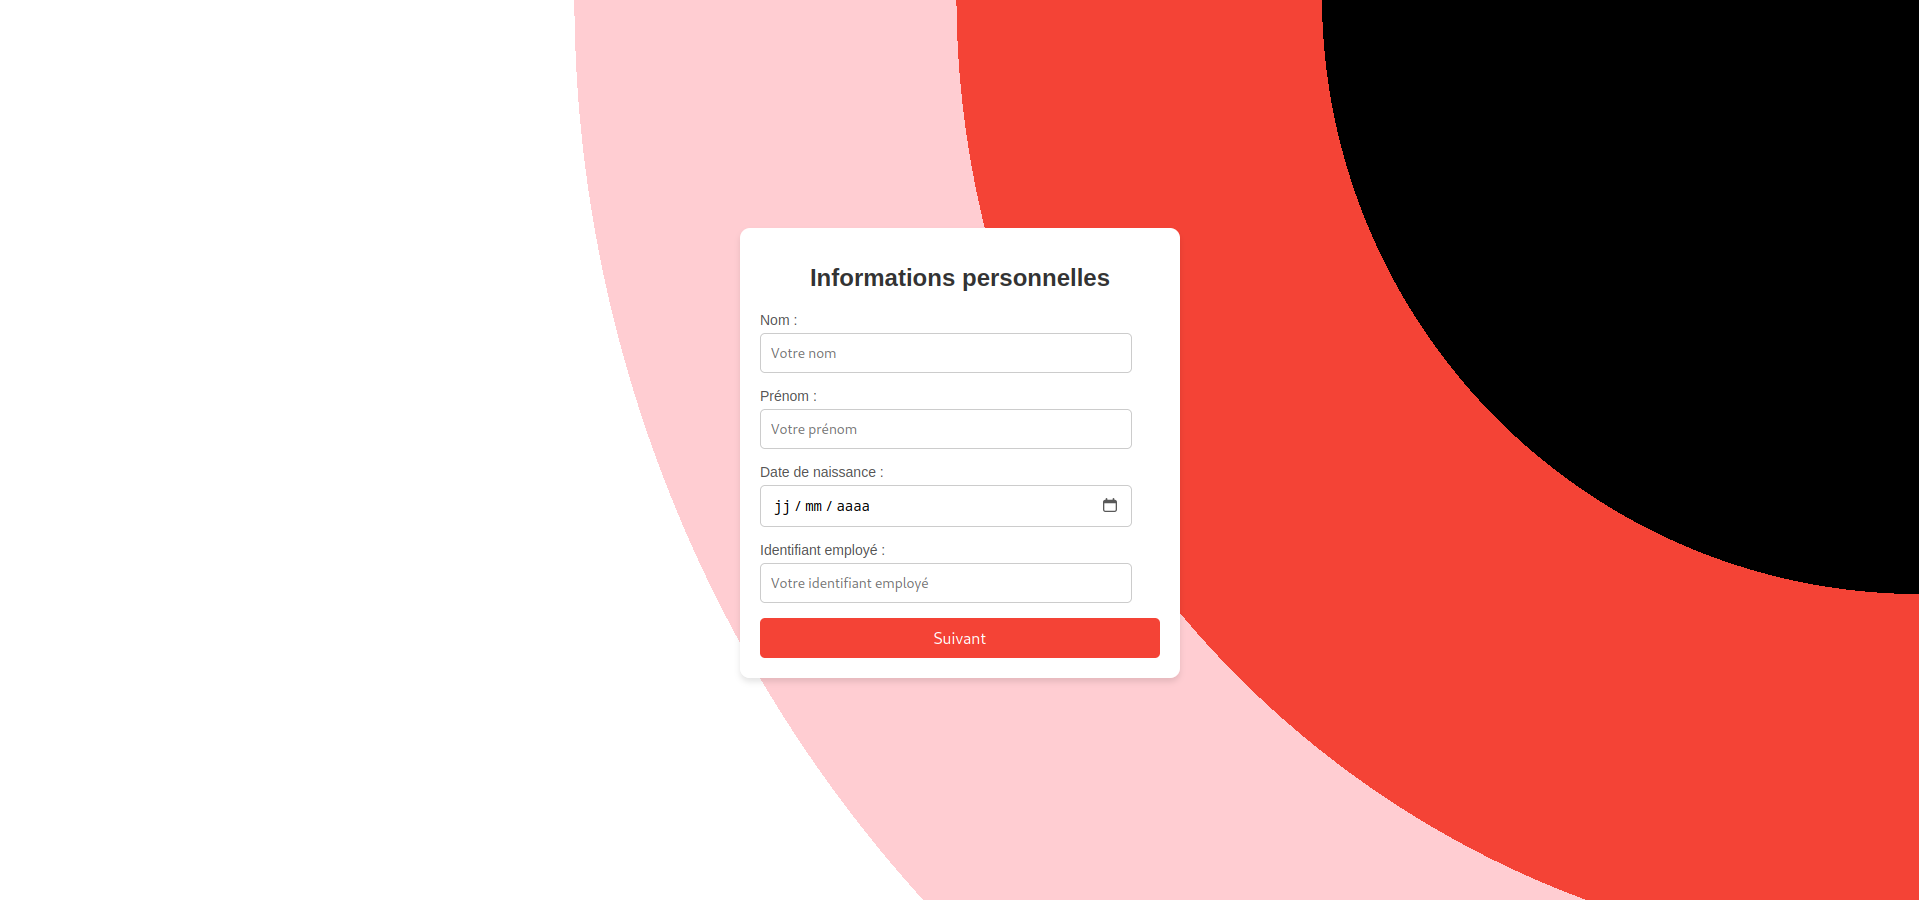 Informations personnelles
Nom :
Votre nom
Prénom :
Votre prénom
Date de naissance :
jj/mm/aaaa
Identifiant employé :
Votre identifiant employé
Suivant